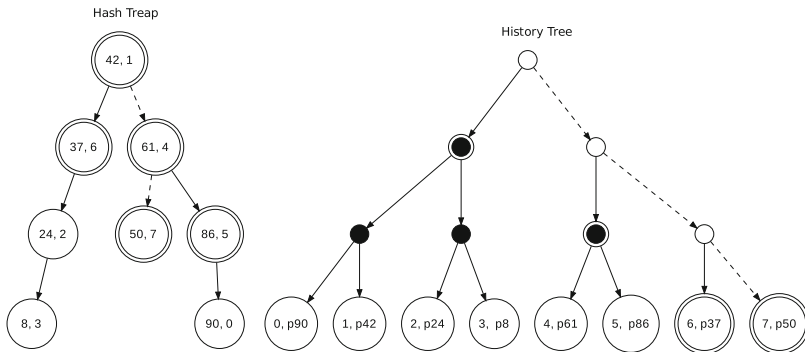 Hash Treap
History Tree
42, 1
37, 6
61, 4
24, 2
50, 7
86, 5
8, 3
90, 0
0, p90
1, p42
2, p24
3, p8
4, p61
5, p86
6, p37
7, p50